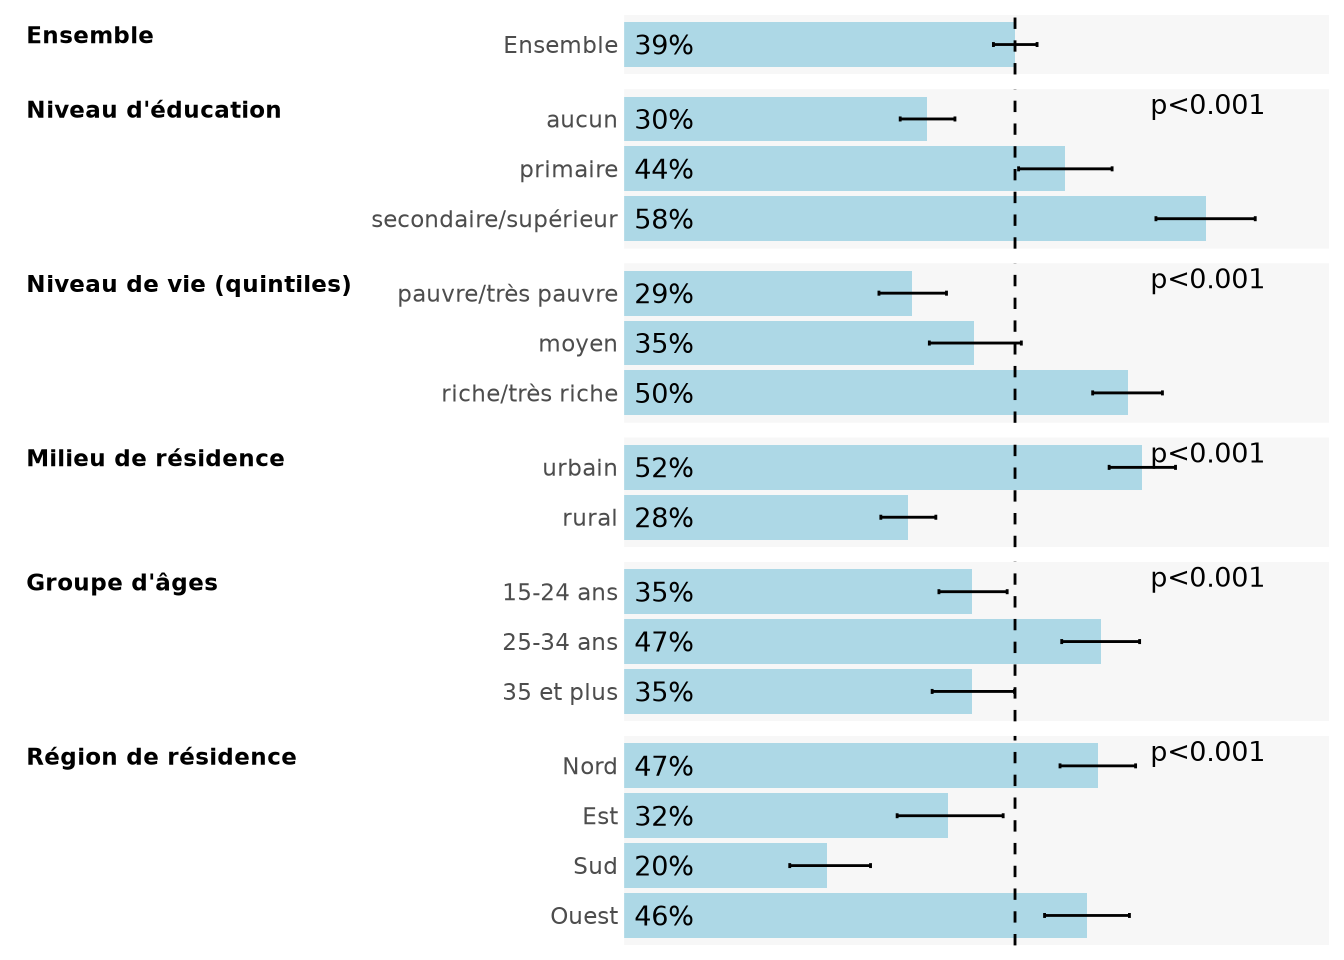 Ensemble
Ensemble 39%
Niveau d'éducation
p<0.001
aucun 30%
primaire 44%
secondaire/supérieur 58%
Niveau de vie (quintiles)
p<0.001
pauvre/très pauvre 29%
moyen 35%
riche/très riche 50%
Milieu de résidence
p<0.001
urbain 52%
rural 28%
Groupe d'âges
p<0.001
15-24 ans 35%
25-34 ans 47%
35 et plus 35%
Région de résidence
p<0.001
Nord 47%
Est 32%
Sud 20%
Ouest 46%